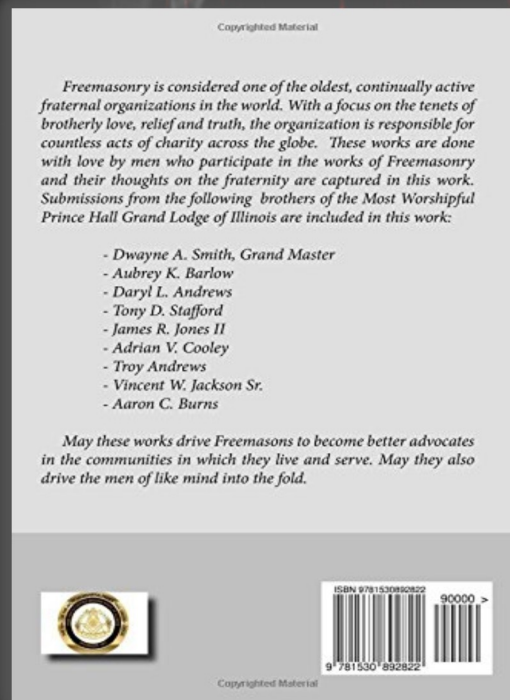 Copyrighted Material
Freemasonry is considered one of the oldest, continually active
fraternal organizations in the world. With a focus on the tenets of
brotherly love, relief and truth, the organization is responsible for
countless acts of charity across the globe. These works are done
with love by men who participate in the works of Freemasonry
and their thoughts on the fraternity are captured in this work.
Submissions from the following brothers of the Most Worshipful
Prince Hall Grand Lodge of Illinois are included in this work:
- Dwayne A. Smith, Grand Master
- Aubrey K. Barlow
- Daryl L. Andrews
- Tony D. Stafford
- James R. Jones II
- Adrian V. Cooley
- Troy Andrews
- Vincent W. Jackson Sr.
- Aaron C. Burns
May these works drive Freemasons to become better advocates
in the communities in which they live and serve. May they also
drive the men of like mind into the fold.
ISBN 9781530892822
90000 >
9 781530 892822
Copyrighted Material